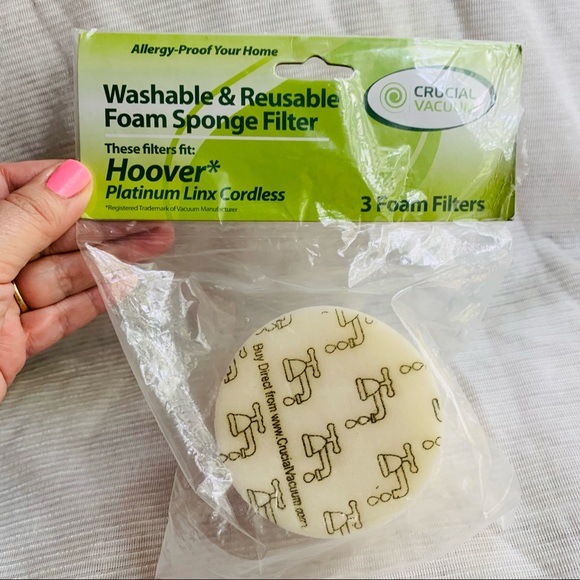 Allergy-Proof Your Home
Washable & Reusable
Foam Sponge Filter
CRUCIAL
VACUUM
These filters fit:
Hoover*
Platinum Linx Cordless
*Registered Trademark of Vacuum Manufacturer
3 Foam Filters
Buy Direct from www.CrucialVacuum.com